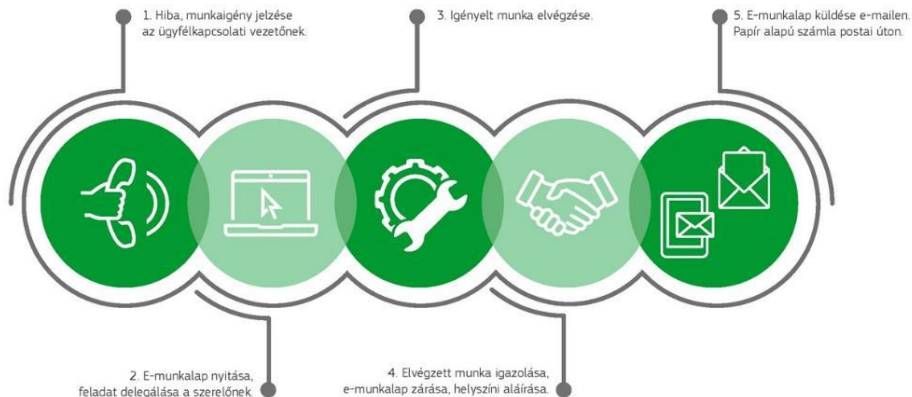 1. Hiba, munkaigény jelzése
az ügyfélkapcsolati vezetőnek.
2. E-munkalap nyitása,
feladat delegálása a szerelőnek.
3. Igényelt munka elvégzése.
4. Elvégzett munka igazolása,
e-munkalap zárása, helyszíni aláírása.
5. E-munkalap küldése e-mailen.
Papír alapú számla postai úton.